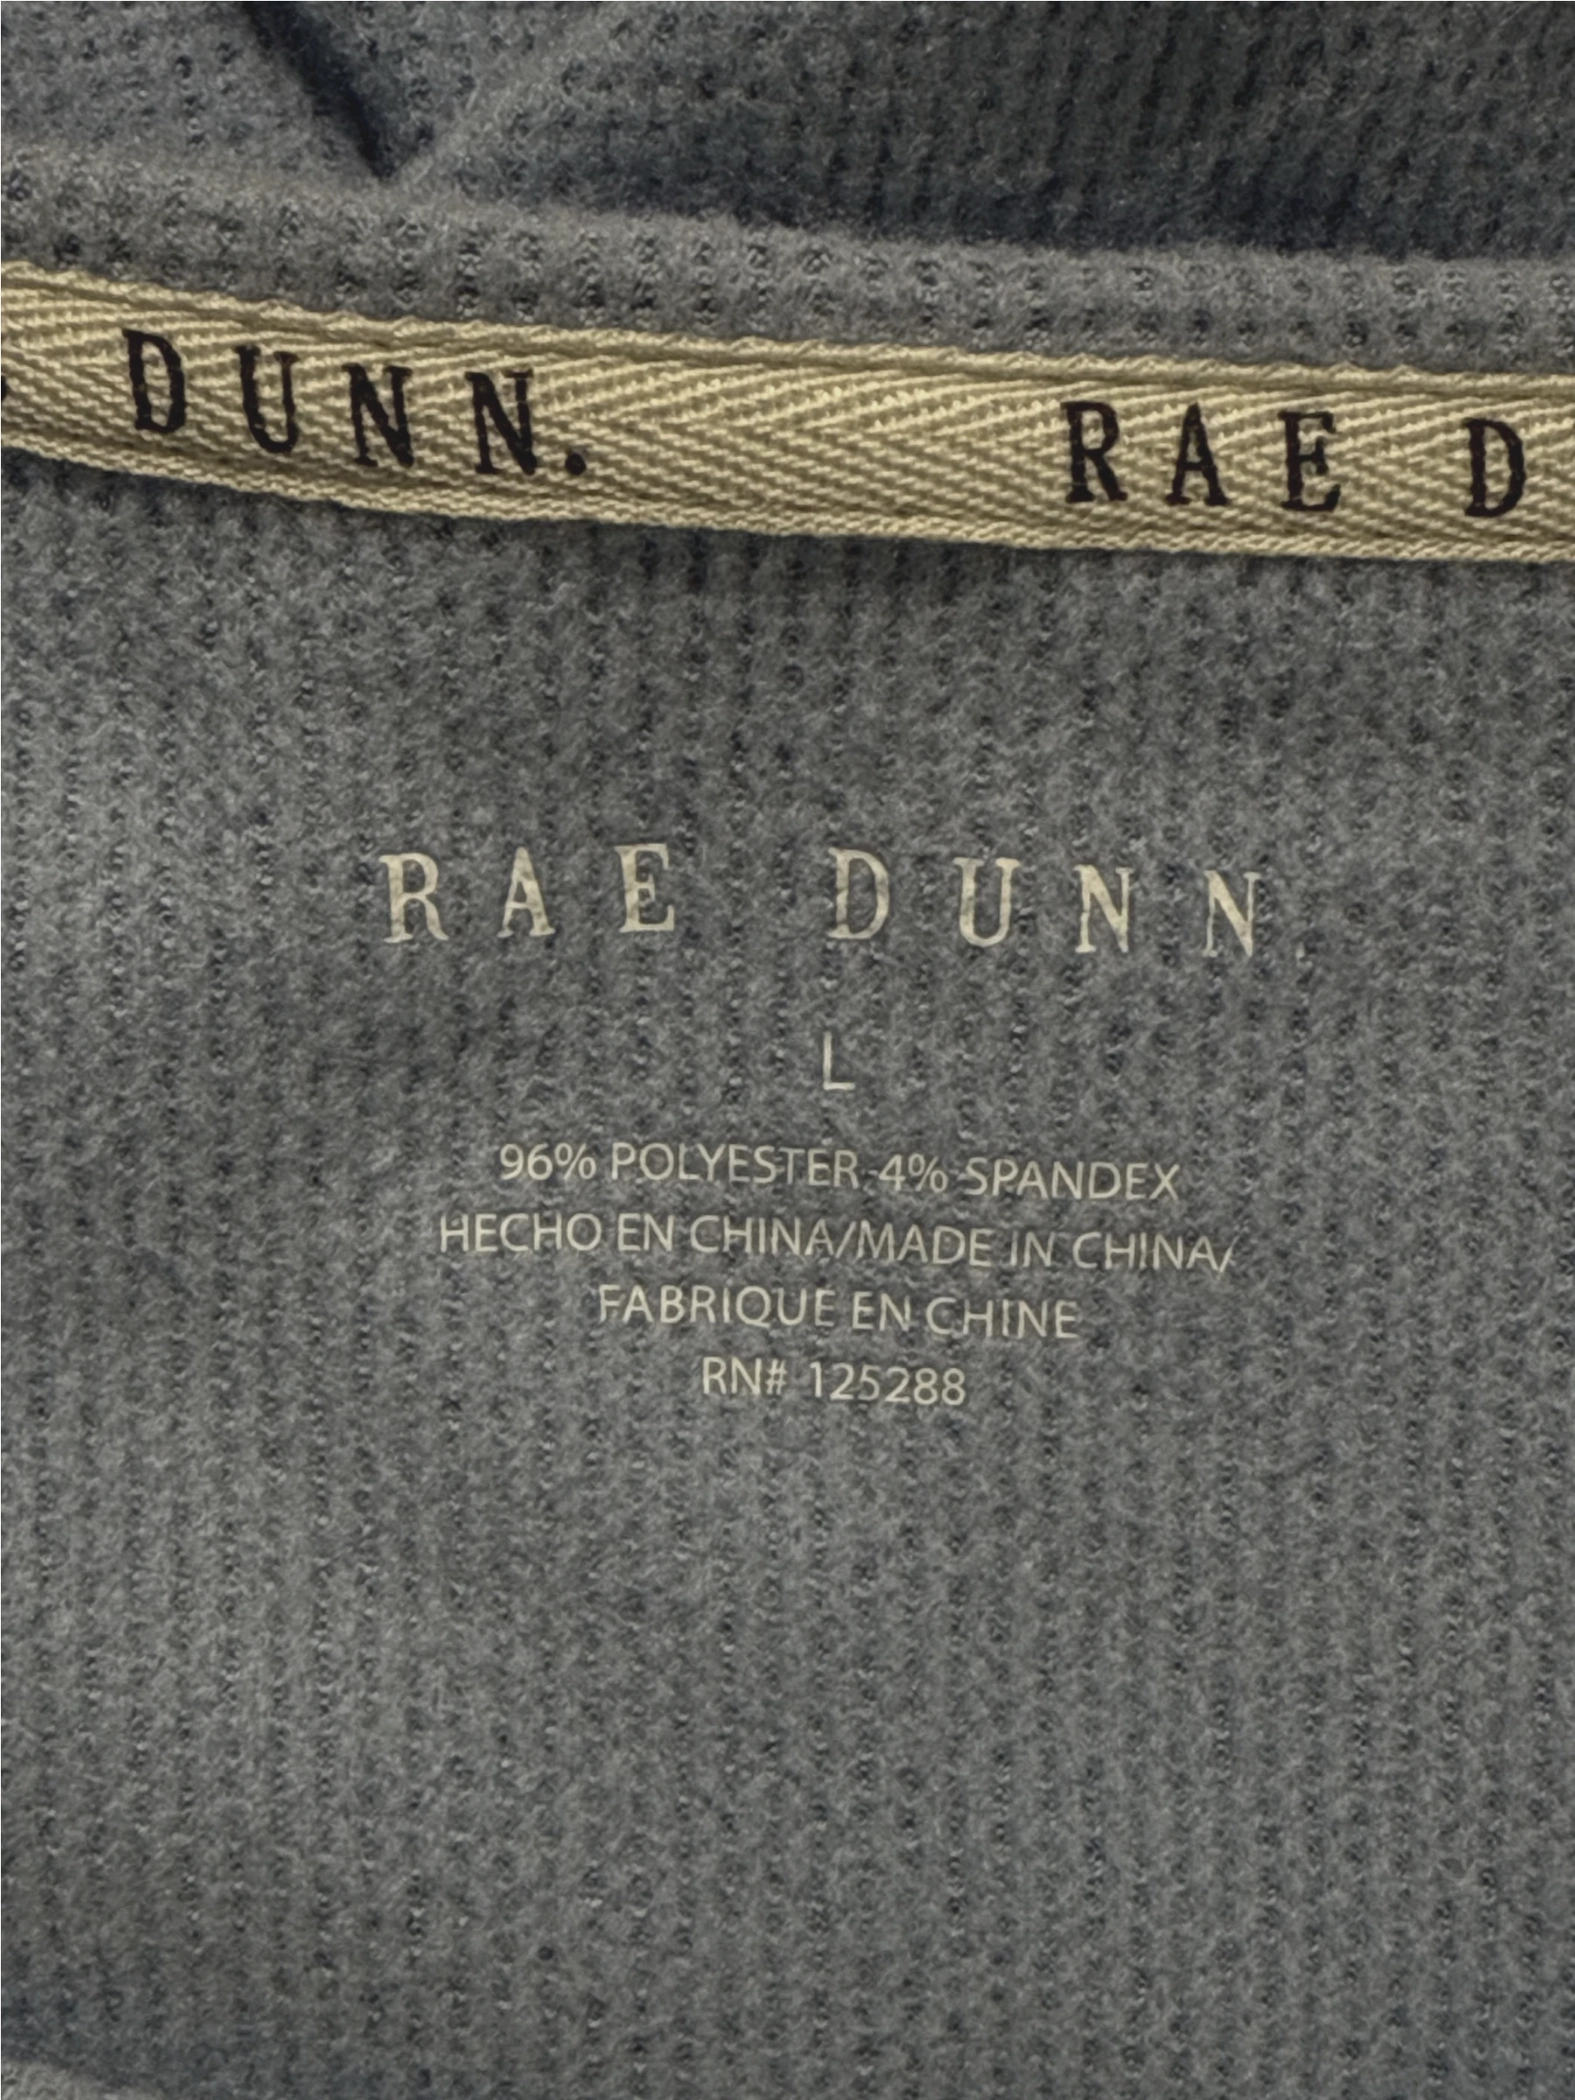 DUNN. RAE D
RAE DUNN.
L
96% POLYESTER 4% SPANDEX
HECHO EN CHINA/MADE IN CHINA/
FABRIQUE EN CHINE
RN# 125288